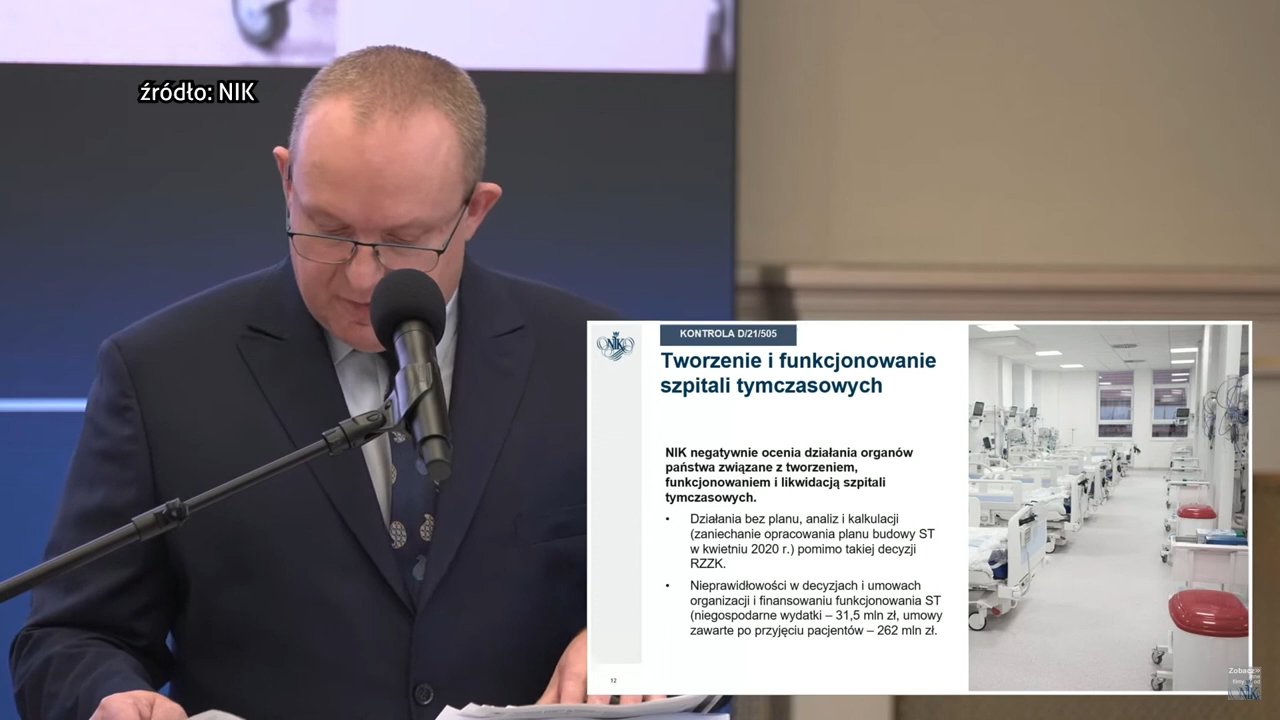 źródło: NIK
KONTROLA D/21/505
NIK
Tworzenie i funkcjonowanie
szpitali tymczasowych
NIK negatywnie ocenia działania organów
państwa związane z tworzeniem,
funkcjonowaniem i likwidacją szpitali
tymczasowych.
• Działania bez planu, analiz i kalkulacji
(zaniechanie opracowania planu budowy ST
w kwietniu 2020 r.) pomimo takiej decyzji
RZZK.
• Nieprawidłowości w decyzjach i umowach
organizacji i finansowaniu funkcjonowania ST
(niegospodarne wydatki – 31,5 mln zł, umowy
zawarte po przyjęciu pacjentów – 262 mln zł.
12
Zobacz
filmy
NIK